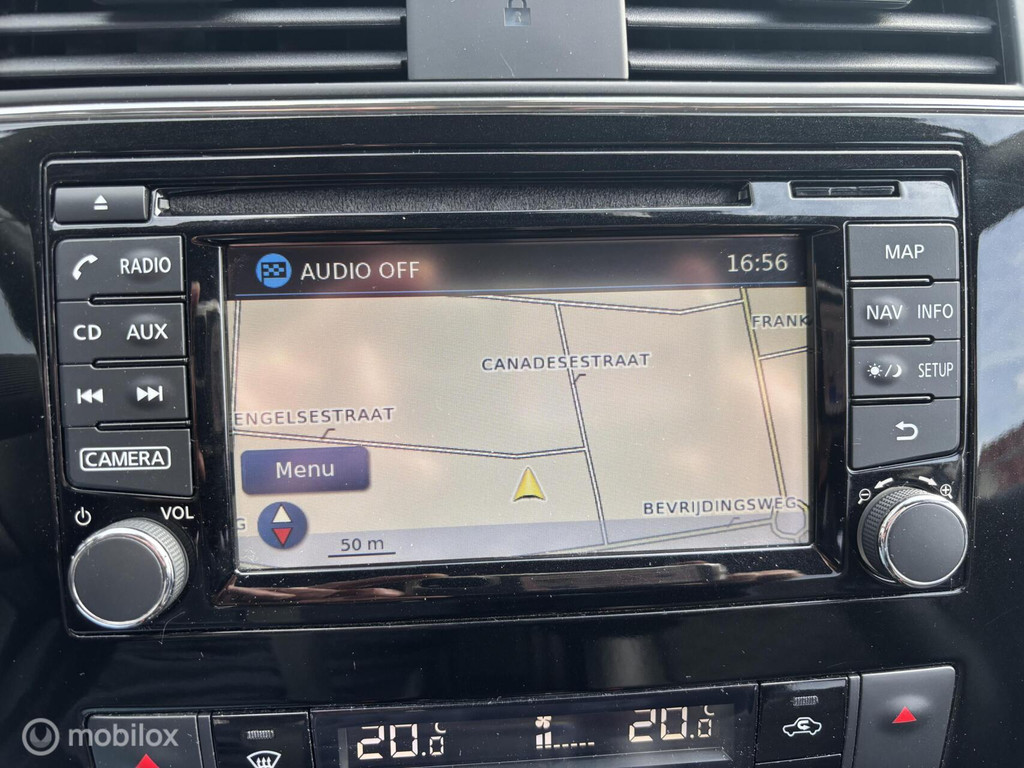 RADIO
CD AUX
CAMERA
VOL
AUDIO OFF 16:56
FRANK
CANADESESTRAAT
ENGELSESTRAAT
Menu
BEVRIJDINGSWEG
G
50 m
MAP
NAV INFO
SETUP
20.0°C
20.0°C
mobilox